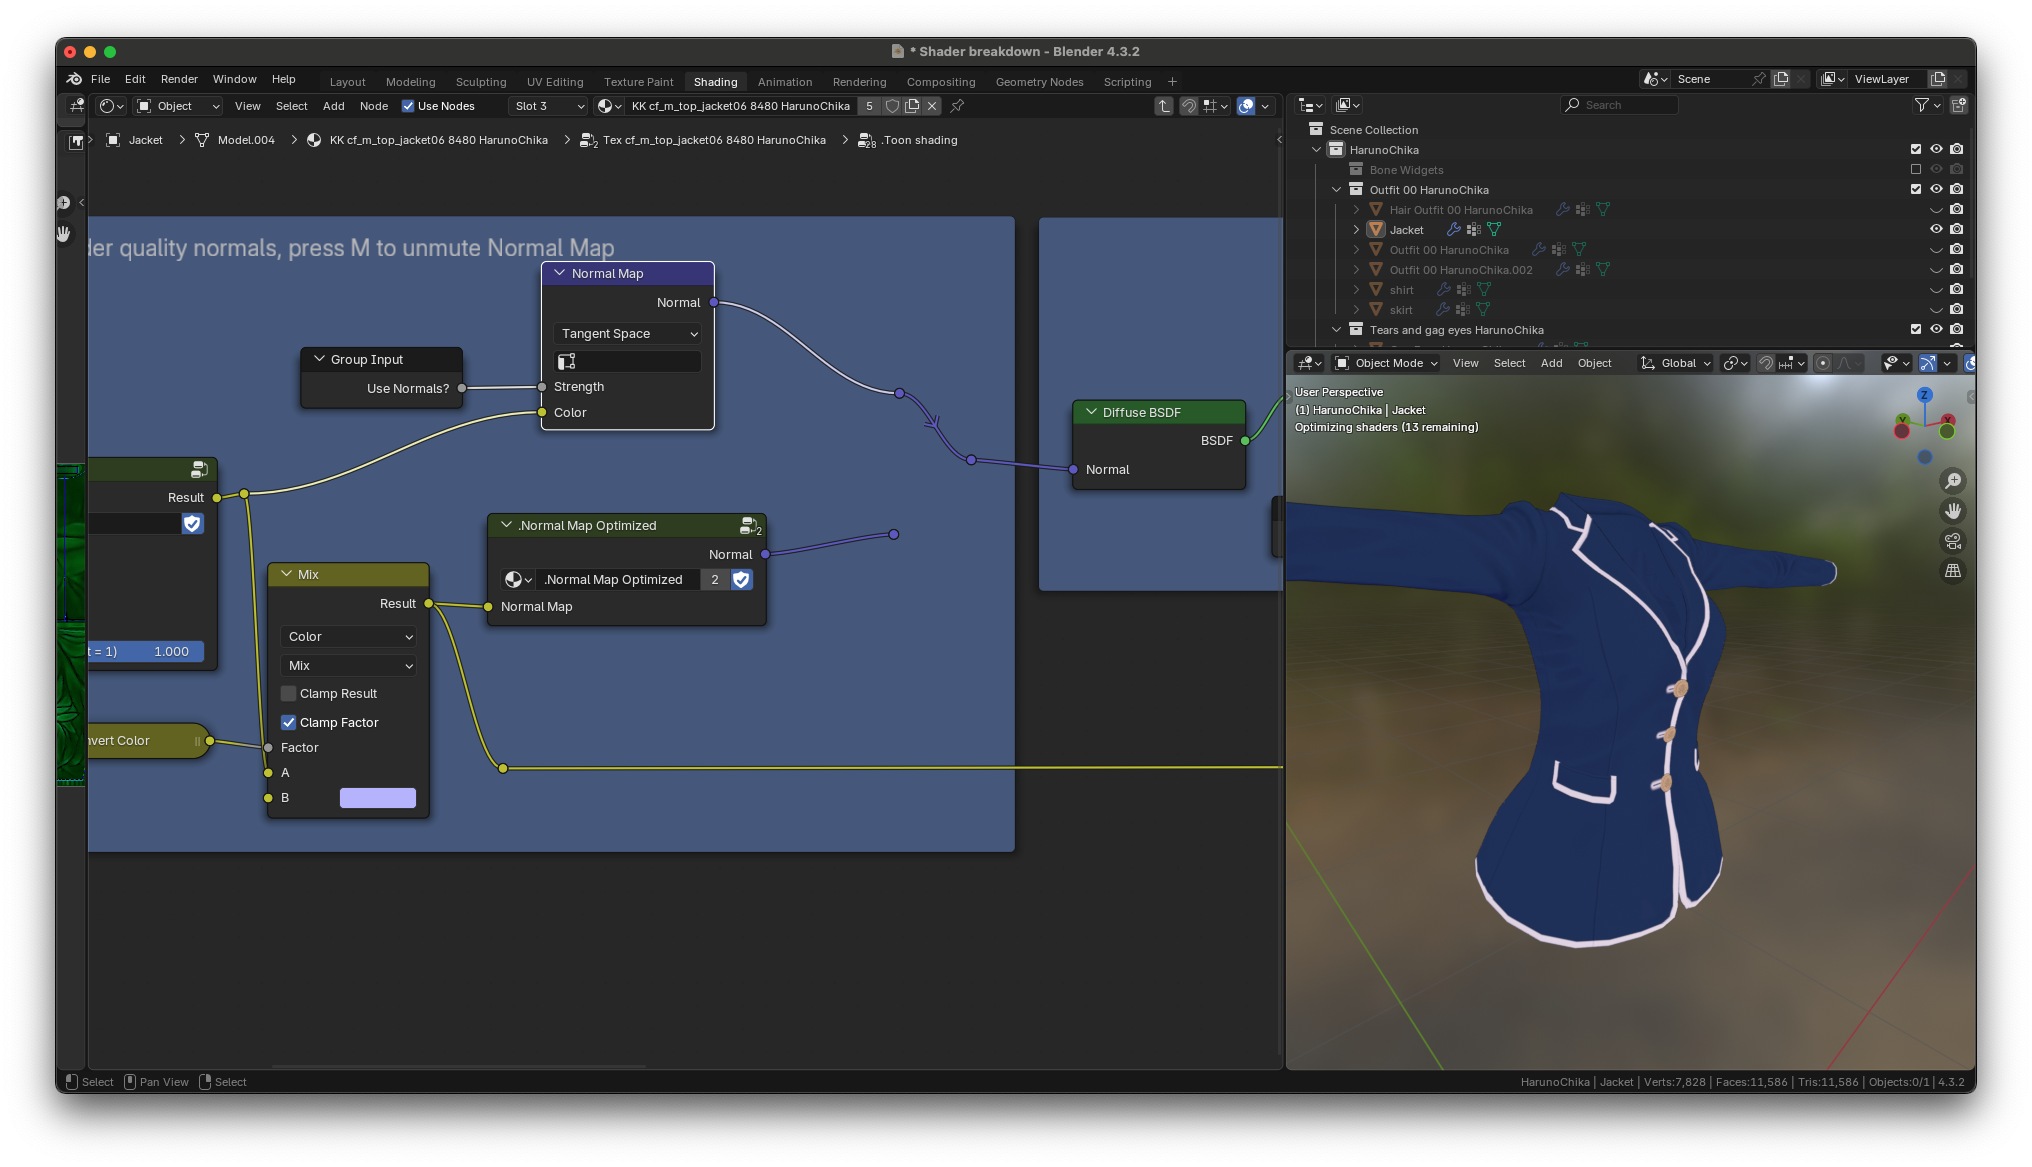 * Shader breakdown - Blender 4.3.2
File Edit Render Window Help
Layout Modeling Sculpting UV Editing Texture Paint Shading Animation Rendering Compositing Geometry Nodes Scripting +
Scene ViewLayer
Object View Select Add Node Use Nodes Slot 3 KK cf_m_top_jacket06 8480 HarunoChika 5
Search
Jacket > Model.004 > KK cf_m_top_jacket06 8480 HarunoChika > 2 Tex cf_m_top_jacket06 8480 HarunoChika > 28 .Toon shading
Scene Collection
HarunoChika
Bone Widgets
Outfit 00 HarunoChika
Hair Outfit 00 HarunoChika
Jacket
Outfit 00 HarunoChika
Outfit 00 HarunoChika.002
shirt
skirt
Tears and gag eyes HarunoChika
der quality normals, press M to unmute Normal Map
Normal Map
Normal
Tangent Space
Strength
Color
Group Input
Use Normals?
Diffuse BSDF
BSDF
Normal
Result
t = 1) 1.000
.Normal Map Optimized
2
Normal
.Normal Map Optimized 2
Normal Map
Mix
Result
Color
Mix
Clamp Result
Clamp Factor
Factor
A
B
nvert Color
Object Mode View Select Add Object Global
User Perspective
(1) HarunoChika | Jacket
Optimizing shaders (13 remaining)
Z
Y
X
Select Pan View Select
HarunoChika | Jacket | Verts:7,828 | Faces:11,586 | Tris:11,586 | Objects:0/1 | 4.3.2